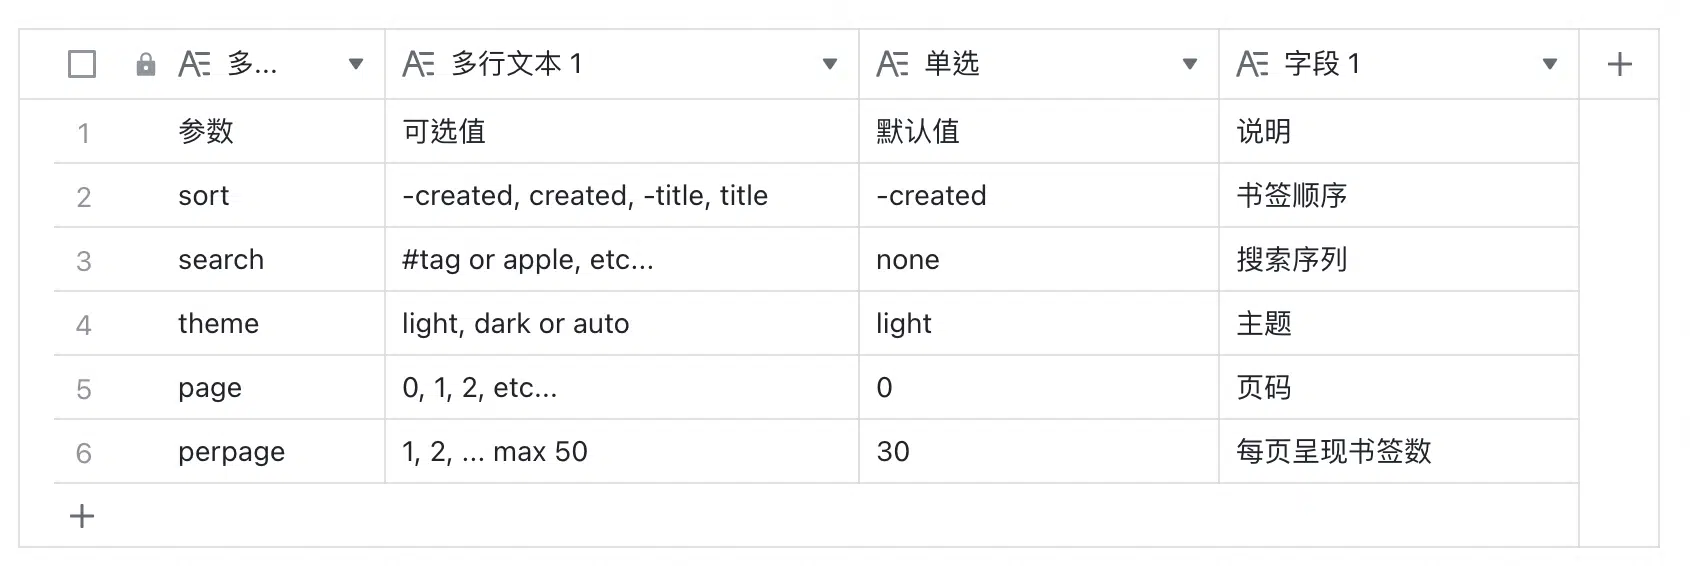 多... 多行文本 1 单选 字段 1
1 参数 可选值 默认值 说明
2 sort -created, created, -title, title -created 书签顺序
3 search #tag or apple, etc... none 搜索序列
4 theme light, dark or auto light 主题
5 page 0, 1, 2, etc... 0 页码
6 perpage 1, 2, ... max 50 30 每页呈现书签数